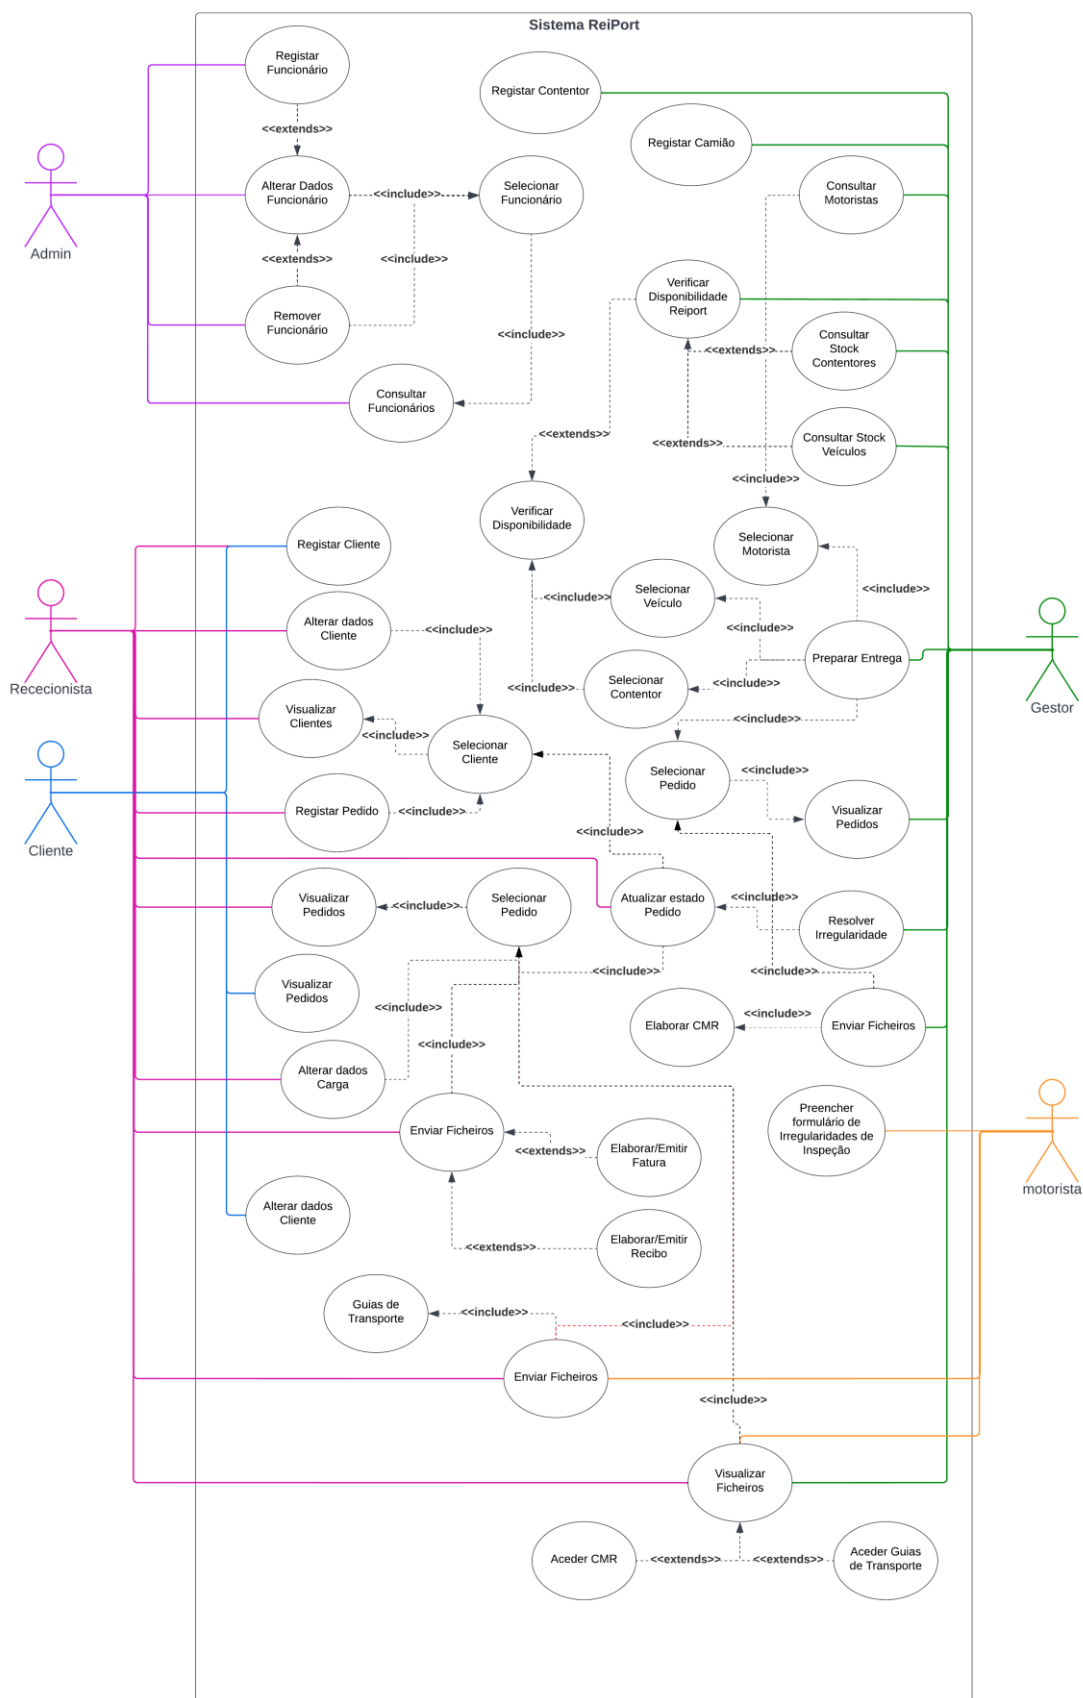 Sistema ReiPort
Registar
Funcionário
Registar Contentor
<<extends>>
Registar Camião
Admin
Alterar Dados
Funcionário
<<include>>
Selecionar
Funcionário
Consultar
Motoristas
<<extends>>
<<include>>
Remover
Funcionário
Verificar
Disponibilidade
Reiport
<<include>>
<<extends>>
Consultar
Stock
Contentores
Consultar
Funcionários
<<extends>>
<<extends>>
Consultar Stock
Veículos
<<include>>
Verificar
Disponibilidade
Selecionar
Motorista
Registar Cliente
Rececionista
Alterar dados
Cliente
<<include>>
<<include>>
Selecionar
Veículo
<<include>>
<<include>>
Preparar Entrega
Gestor
Selecionar
Contentor
<<include>>
<<include>>
Visualizar
Clientes
<<include>>
<<include>>
Selecionar
Cliente
Selecionar
Pedido
<<include>>
Cliente
Registar Pedido
<<include>>
Visualizar
Pedidos
<<include>>
Visualizar
Pedidos
<<include>>
Selecionar
Pedido
Atualizar estado
Pedido
<<include>>
Resolver
Irregularidade
<<include>>
<<include>>
Visualizar
Pedidos
<<include>>
Elaborar CMR
<<include>>
Enviar Ficheiros
<<include>>
Alterar dados
Carga
Enviar Ficheiros
<<extends>>
Elaborar/Emitir
Fatura
Preencher
formulário de
Irregularidades de
Inspeção
motorista
Alterar dados
Cliente
<<extends>>
Elaborar/Emitir
Recibo
Guias de
Transporte
<<include>>
<<include>>
Enviar Ficheiros
<<include>>
Visualizar
Ficheiros
Aceder CMR
<<extends>>
<<extends>>
Aceder Guias
de Transporte